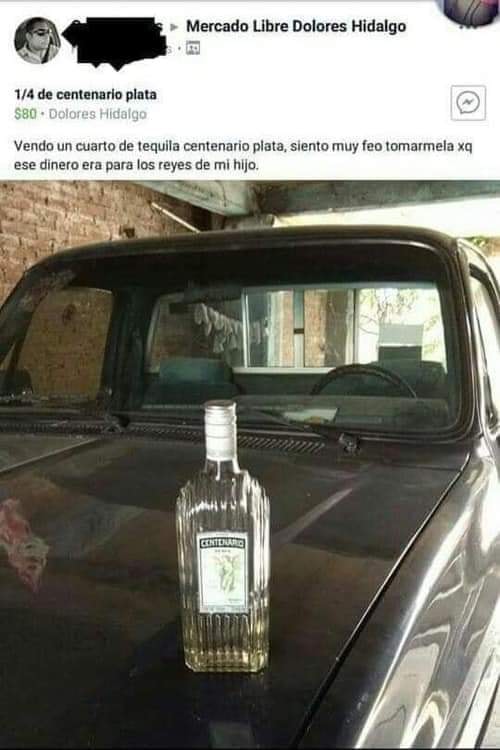 Mercado Libre Dolores Hidalgo
1/4 de centenario plata
$80 · Dolores Hidalgo
Vendo un cuarto de tequila centenario plata, siento muy feo tomarmela xq
ese dinero era para los reyes de mi hijo.
CENTENARIO